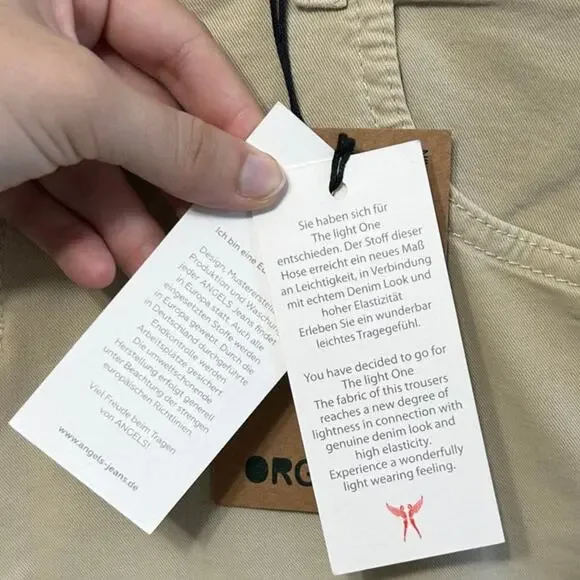 Ich bin eine
Design, Musterers
Produktion und Waschun
jeder ANGELS Jeans findet
in Europa statt. Auch alle
eingesetzten Stoffe werden
in Europa gewebt. Durch die
in Deutschland durchgeführte
Endkontrolle werden
Arbeitsplätze gesichert.
Die umweltschonende
Herstellung erfolgt generell
unter Beachtung der strengen
europäischen Richtlinien.
Viel Freude beim Tragen
von ANGELS!
www.angels-jeans.de
Sie haben sich für
The light One
entschieden. Der Stoff dieser
Hose erreicht ein neues Maß
an Leichtigkeit, in Verbindung
mit echtem Denim Look und
hoher Elastizität
Erleben Sie ein wunderbar
leichtes Tragegefühl.
You have decided to go for
The light One
The fabric of this trousers
reaches a new degree of
lightness in connection with
genuine denim look and
high elasticity.
Experience a wonderfully
light wearing feeling.
ORG